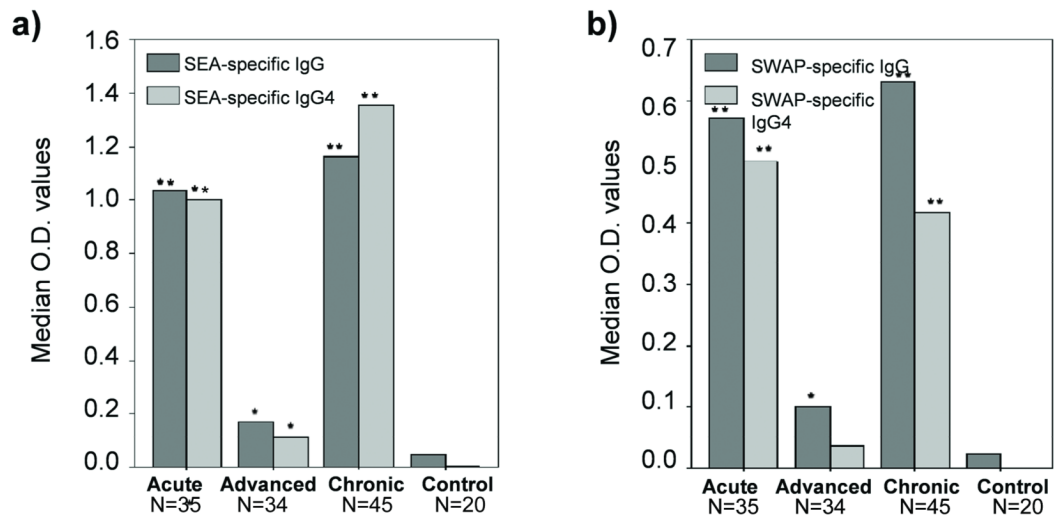 a)
Median O.D. values
1.6
1.4
1.2
1.0
0.8
0.6
0.4
0.2
0.0
SEA-specific IgG
SEA-specific IgG4
**
**
*
*
**
**
Acute Advanced Chronic Control
N=35 N=34 N=45 N=20
*
b)
Median O.D. values
0.7
0.6
0.5
0.4
0.3
0.2
0.1
0.0
SWAP-specific IgG
SWAP-specific
IgG4
**
**
*
**
**
Acute Advanced Chronic Control
N=35 N=34 N=45 N=20